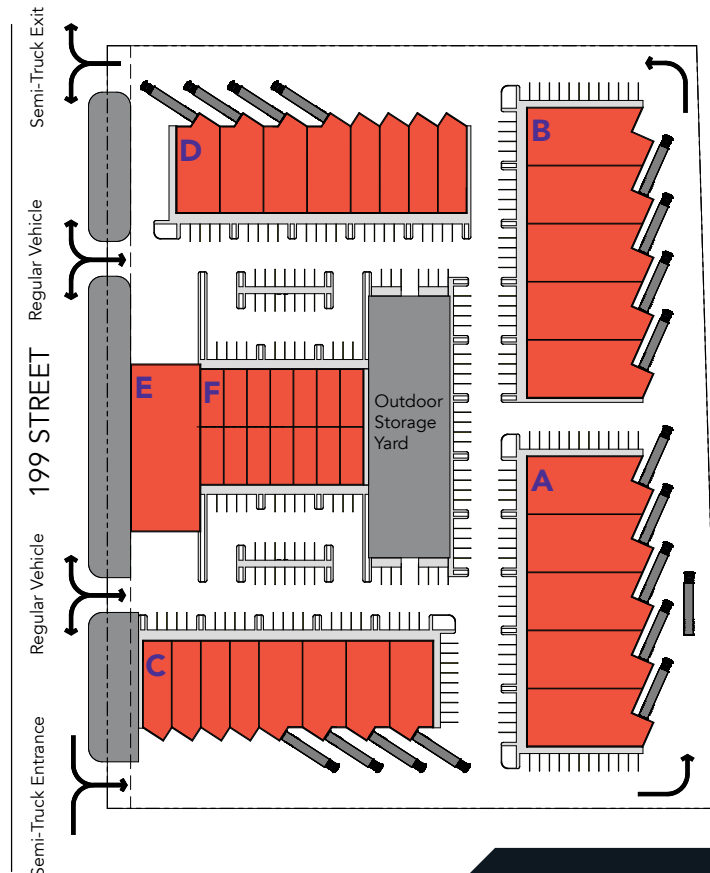 Semi-Truck Exit
Regular Vehicle
199 STREET
Regular Vehicle
Semi-Truck Entrance
D
B
E
F
Outdoor
Storage
Yard
A
C